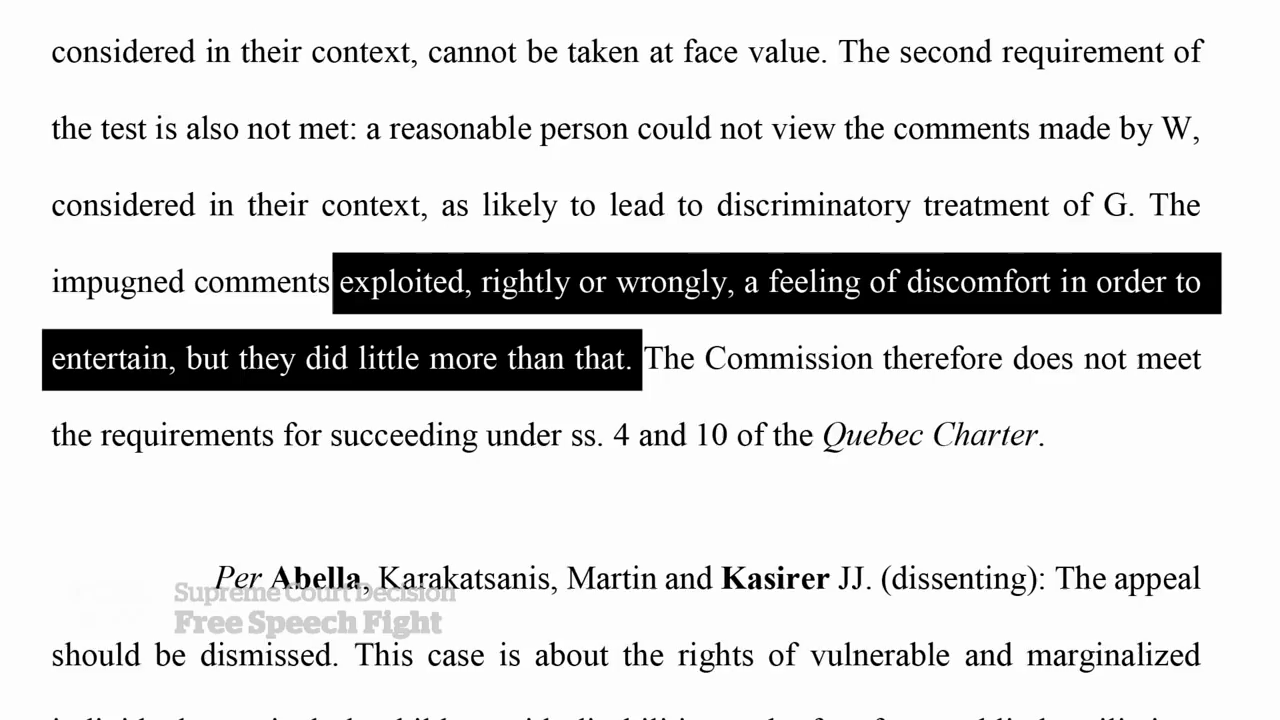 considered in their context, cannot be taken at face value. The second requirement of
the test is also not met: a reasonable person could not view the comments made by W,
considered in their context, as likely to lead to discriminatory treatment of G. The
impugned comments exploited, rightly or wrongly, a feeling of discomfort in order to
entertain, but they did little more than that. The Commission therefore does not meet
the requirements for succeeding under ss. 4 and 10 of the Quebec Charter.
Per Abella, Karakatsanis, Martin and Kasirer JJ. (dissenting): The appeal
Supreme Court Decision
Free Speech Fight
should be dismissed. This case is about the rights of vulnerable and marginalized